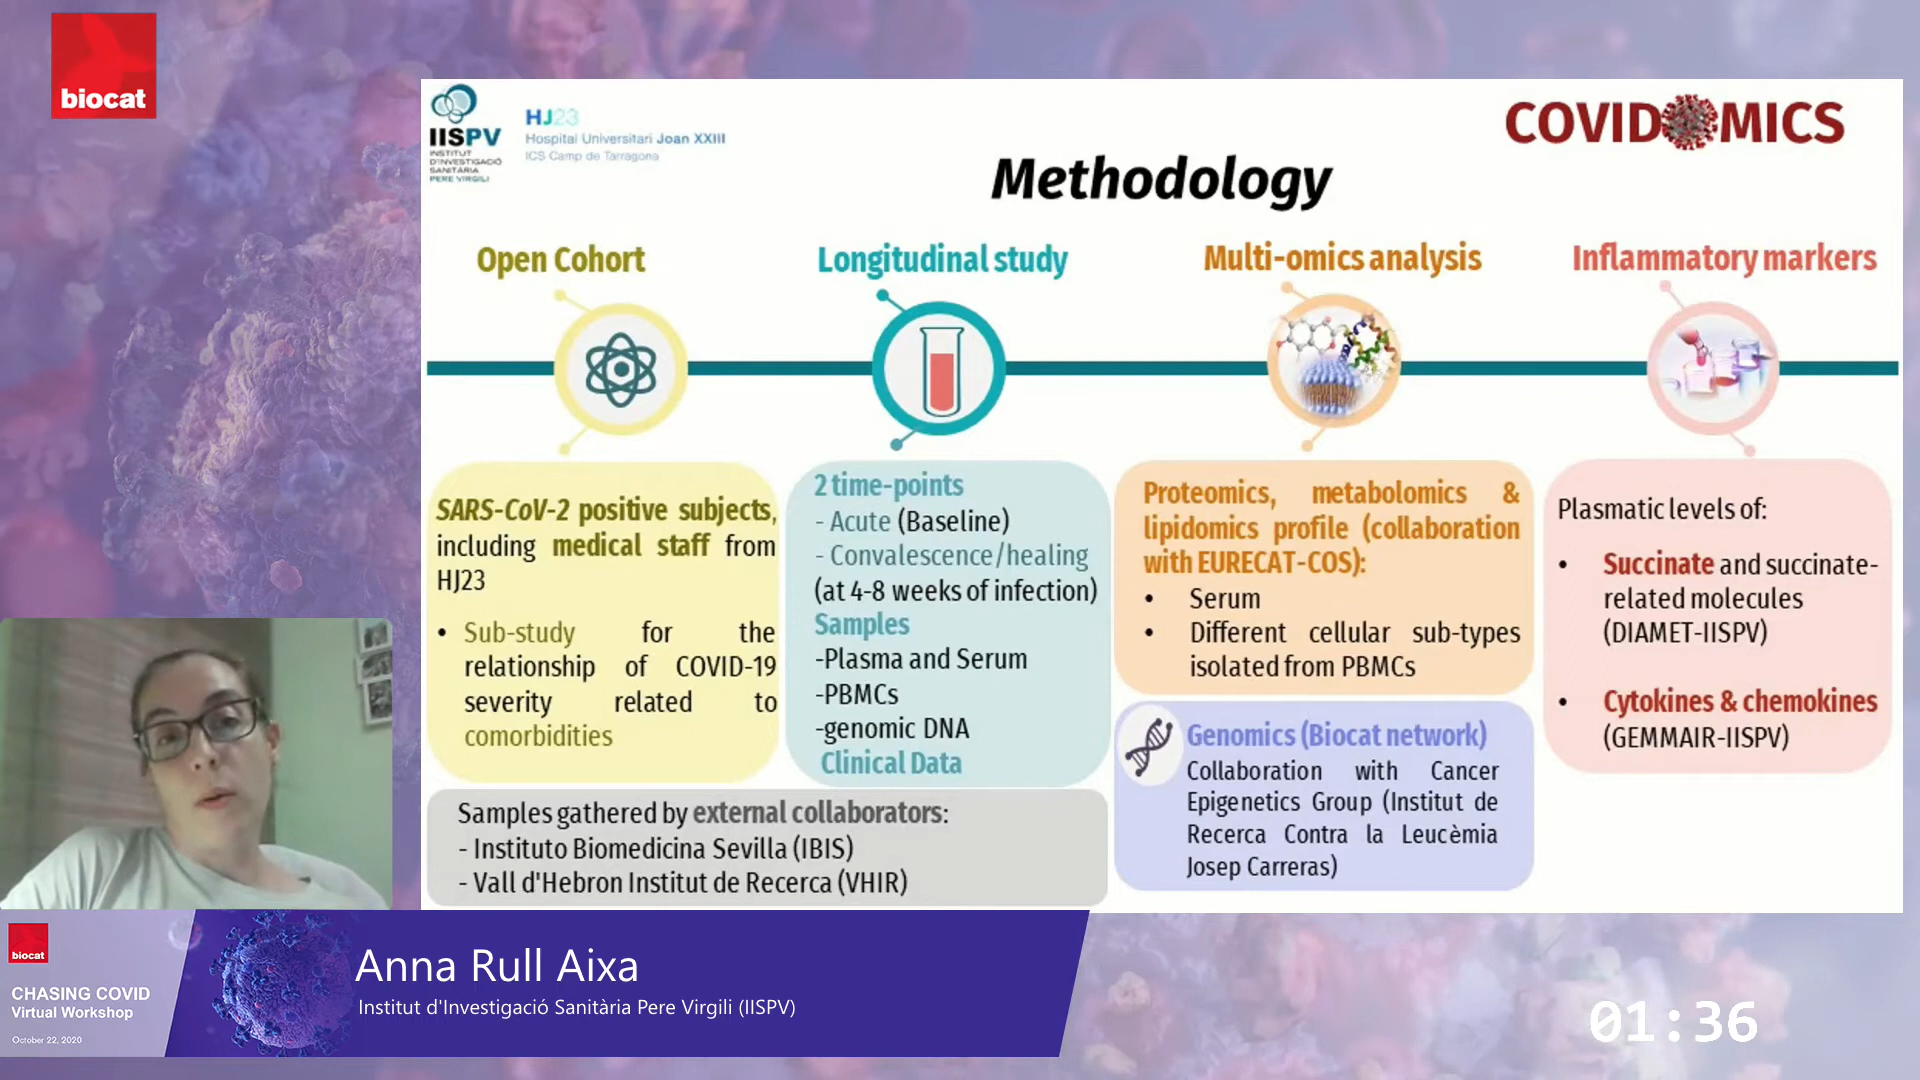 biocat
IISPV
INSTITUT
D'INVESTIGACIÓ
SANITÀRIA
PERE VIRGILI
HJ23
Hospital Universitari Joan XXIII
ICS Camp de Tarragona
COVIDOMICS
Methodology
Open Cohort
SARS-CoV-2 positive subjects,
including medical staff from
HJ23
• Sub-study for the
relationship of COVID-19
severity related to
comorbidities
Longitudinal study
2 time-points
- Acute (Baseline)
- Convalescence/healing
(at 4-8 weeks of infection)
Samples
-Plasma and Serum
-PBMCs
-genomic DNA
Clinical Data
Samples gathered by external collaborators:
- Instituto Biomedicina Sevilla (IBIS)
- Vall d'Hebron Institut de Recerca (VHIR)
Multi-omics analysis
Proteomics, metabolomics &
lipidomics profile (collaboration
with EURECAT-COS):
• Serum
• Different cellular sub-types
isolated from PBMCs
Genomics (Biocat network)
Collaboration with Cancer
Epigenetics Group (Institut de
Recerca Contra la Leucèmia
Josep Carreras)
Inflammatory markers
Plasmatic levels of:
• Succinate and succinate-
related molecules
(DIAMET-IISPV)
• Cytokines & chemokines
(GEMMAIR-IISPV)
biocat
CHASING COVID
Virtual Workshop
October 22, 2020
Anna Rull Aixa
Institut d'Investigació Sanitària Pere Virgili (IISPV)
01:36